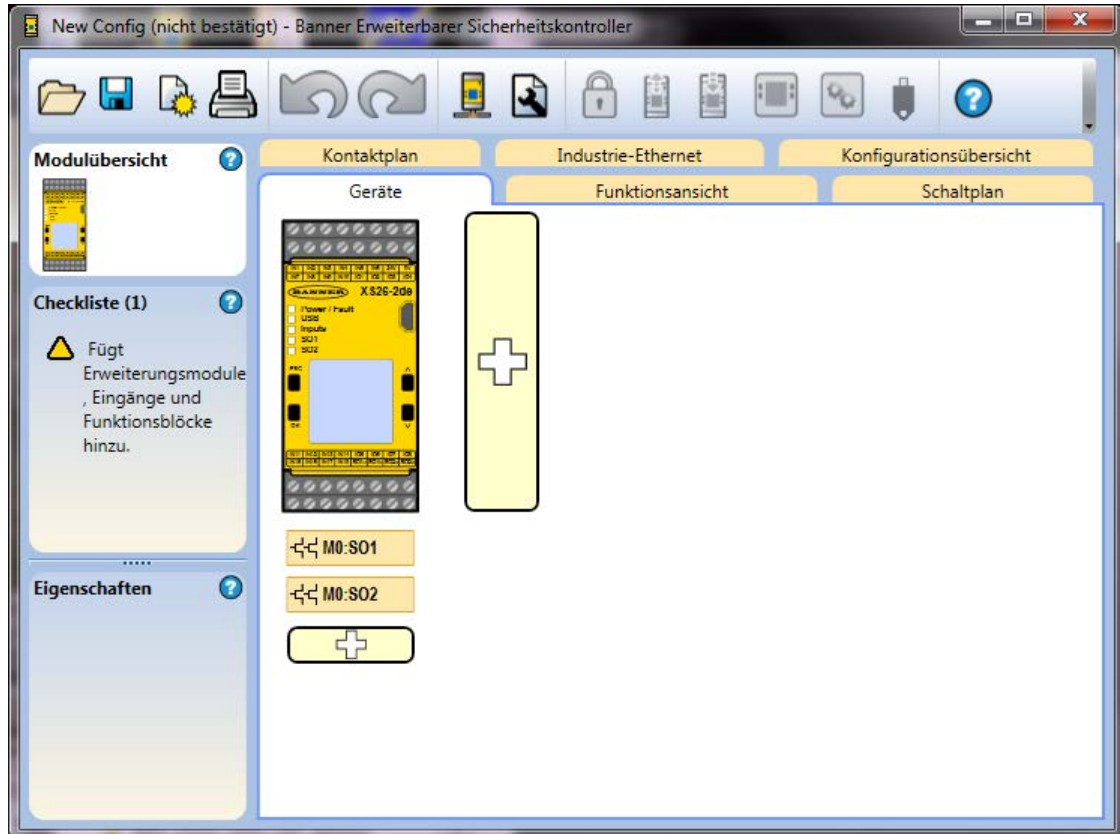 New Config (nicht bestätigt) - Banner Erweiterbarer Sicherheitskontroller
Modulübersicht
Kontaktplan
Industrie-Ethernet
Konfigurationsübersicht
Geräte
Funktionsansicht
Schaltplan
Checkliste (1)
Fügt
Erweiterungsmodule
, Eingänge und
Funktionsblöcke
hinzu.
Eigenschaften
BANNER XS26-2de
Power / Fault
USB
Inputs
SO1
SO2
ESC
OK
M0:SO1
M0:SO2